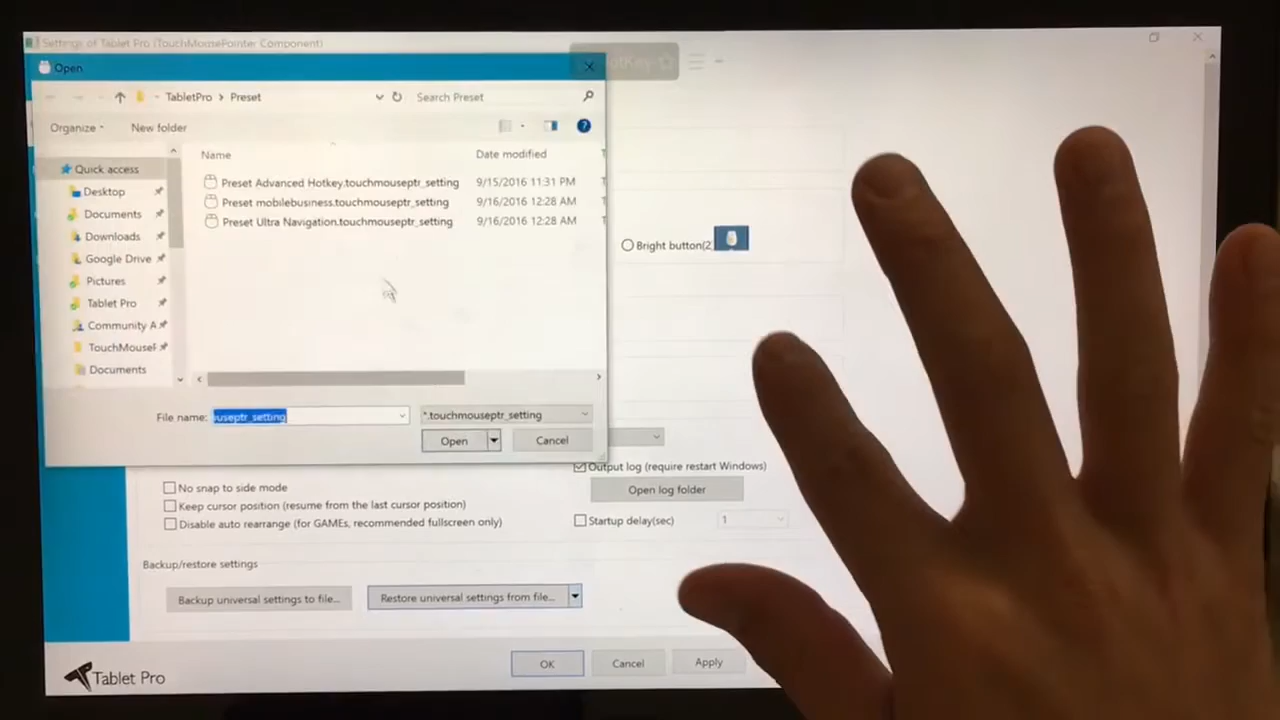 Settings of Tablet Pro (iTouchMousePointer Component)
Open
TabletPro > Preset
Search Preset
Organize
New folder
Name
Date modified
Quick access
Desktop
Documents
Downloads
Google Drive
Pictures
Tablet Pro
Community A
TouchMouseP
Documents
Preset Advanced Hotkey.touchmouseptr_setting 9/15/2016 11:31 PM
Preset mobilebusiness.touchmouseptr_setting 9/16/2016 12:28 AM
Preset Ultra Navigation.touchmouseptr_setting 9/16/2016 12:28 AM
Bright button(2
File name: useptr_setting
*.touchmouseptr_setting
Open
Cancel
Output log (require restart Windows)
Open log folder
No snap to side mode
Keep cursor position (resume from the last cursor position)
Disable auto rearrange (for GAMEs, recommended fullscreen only)
Startup delay(sec) 1
Backup/restore settings
Backup universal settings to file...
Restore universal settings from file...
Tablet Pro
OK
Cancel
Apply